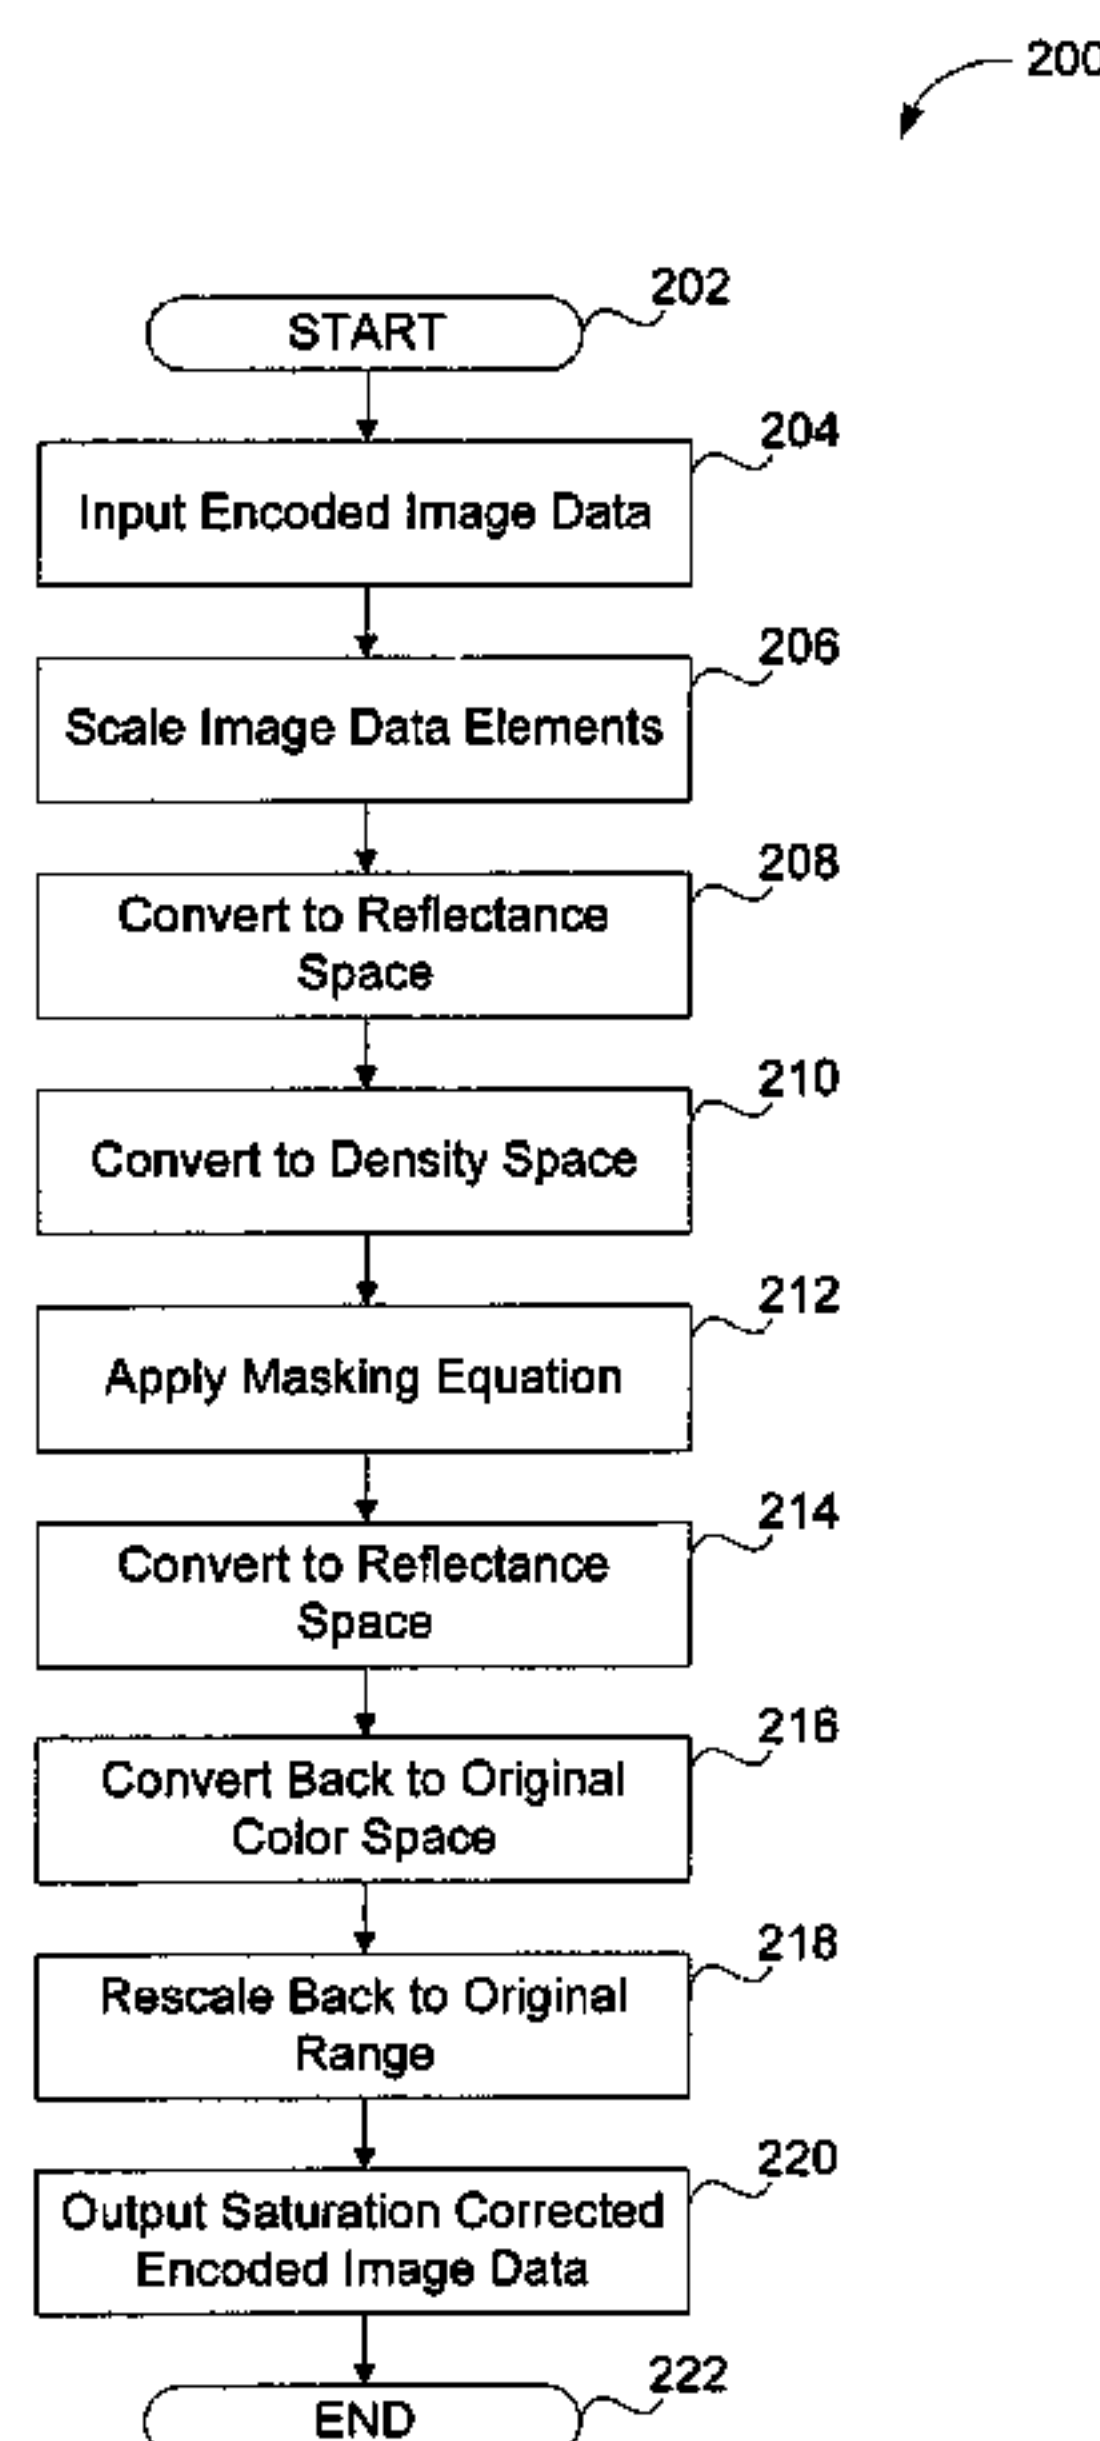 200
202
START
204
Input Encoded Image Data
206
Scale Image Data Elements
208
Convert to Reflectance
Space
210
Convert to Density Space
212
Apply Masking Equation
214
Convert to Reflectance
Space
216
Convert Back to Original
Color Space
218
Rescale Back to Original
Range
220
Output Saturation Corrected
Encoded Image Data
222
END